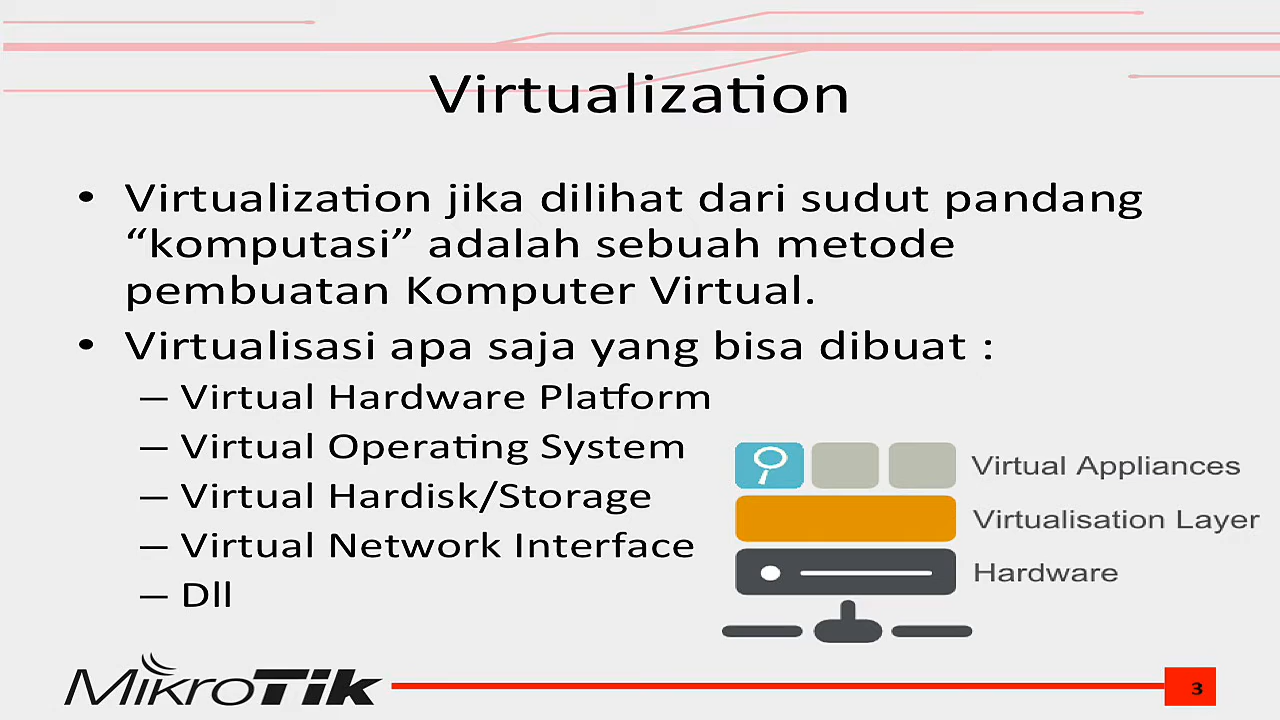 Virtualization
• Virtualization jika dilihat dari sudut pandang
“komputasi” adalah sebuah metode
pembuatan Komputer Virtual.
• Virtualisasi apa saja yang bisa dibuat :
– Virtual Hardware Platform
– Virtual Operating System
– Virtual Hardisk/Storage
– Virtual Network Interface
– Dll
Virtual Appliances
Virtualisation Layer
Hardware
MikroTik
3